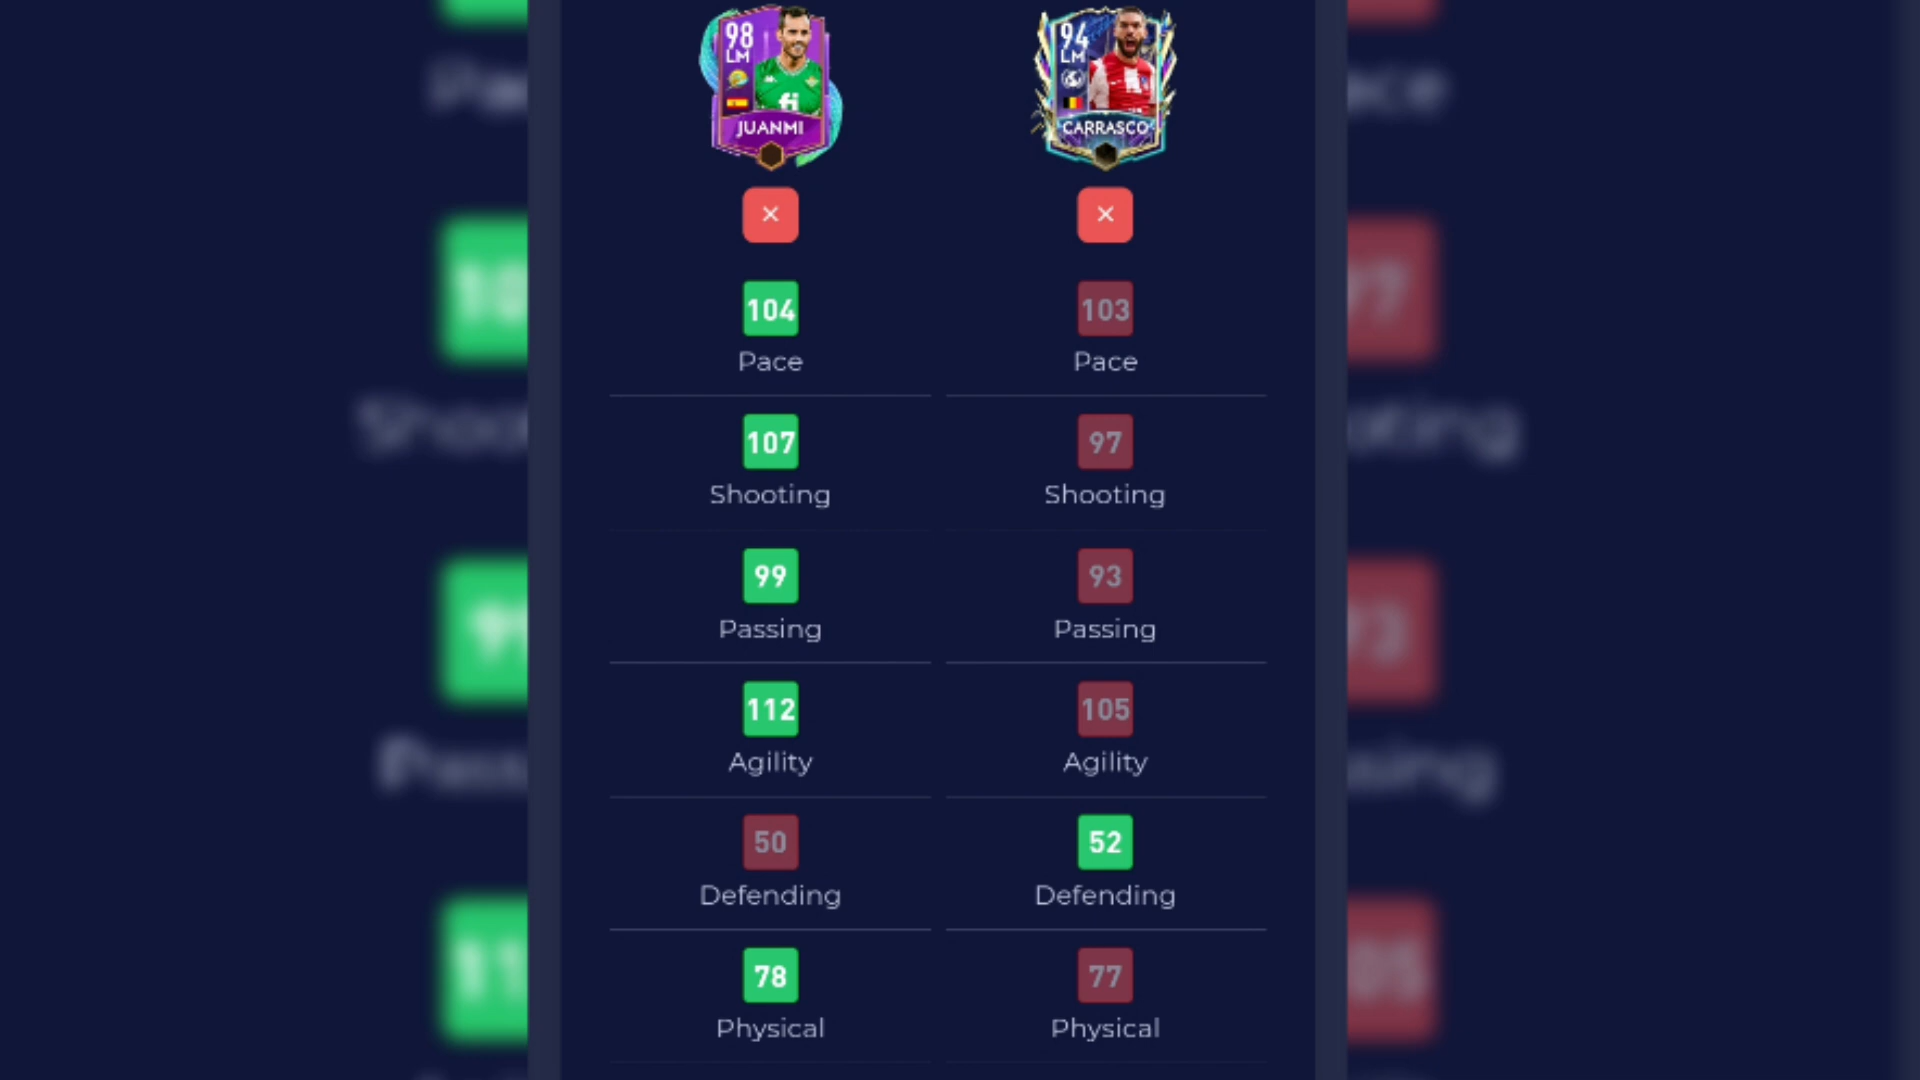 98 94
LM LM
fi
JUANMI CARRASCO
× ×
104 103
Pace Pace
107 97
Shooting Shooting
99 93
Passing Passing
112 105
Agility Agility
50 52
Defending Defending
78 77
Physical Physical